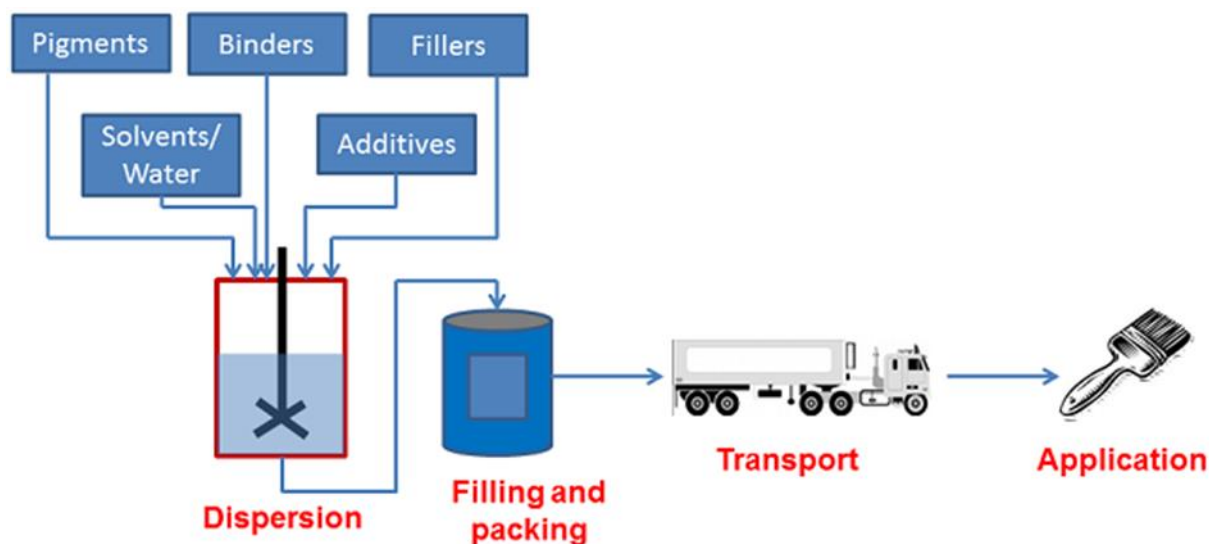 Pigments
Binders
Fillers
Solvents/
Water
Additives
Dispersion
Filling and
packing
Transport
Application